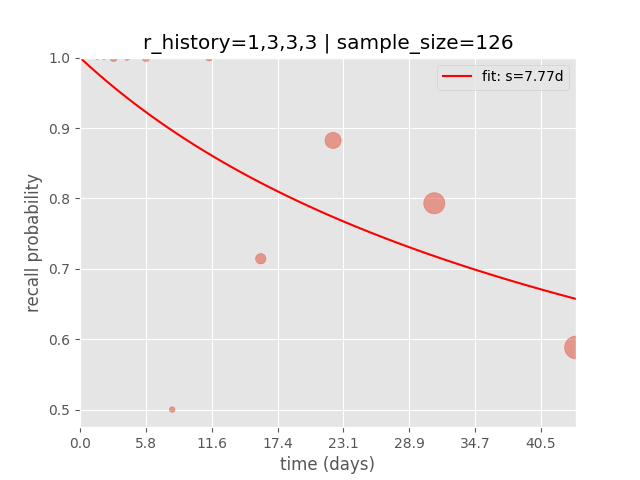 r_history=1,3,3,3 | sample_size=126
fit: s=7.77d
recall probability
1.0
0.9
0.8
0.7
0.6
0.5
0.0 5.8 11.6 17.4 23.1 28.9 34.7 40.5
time (days)